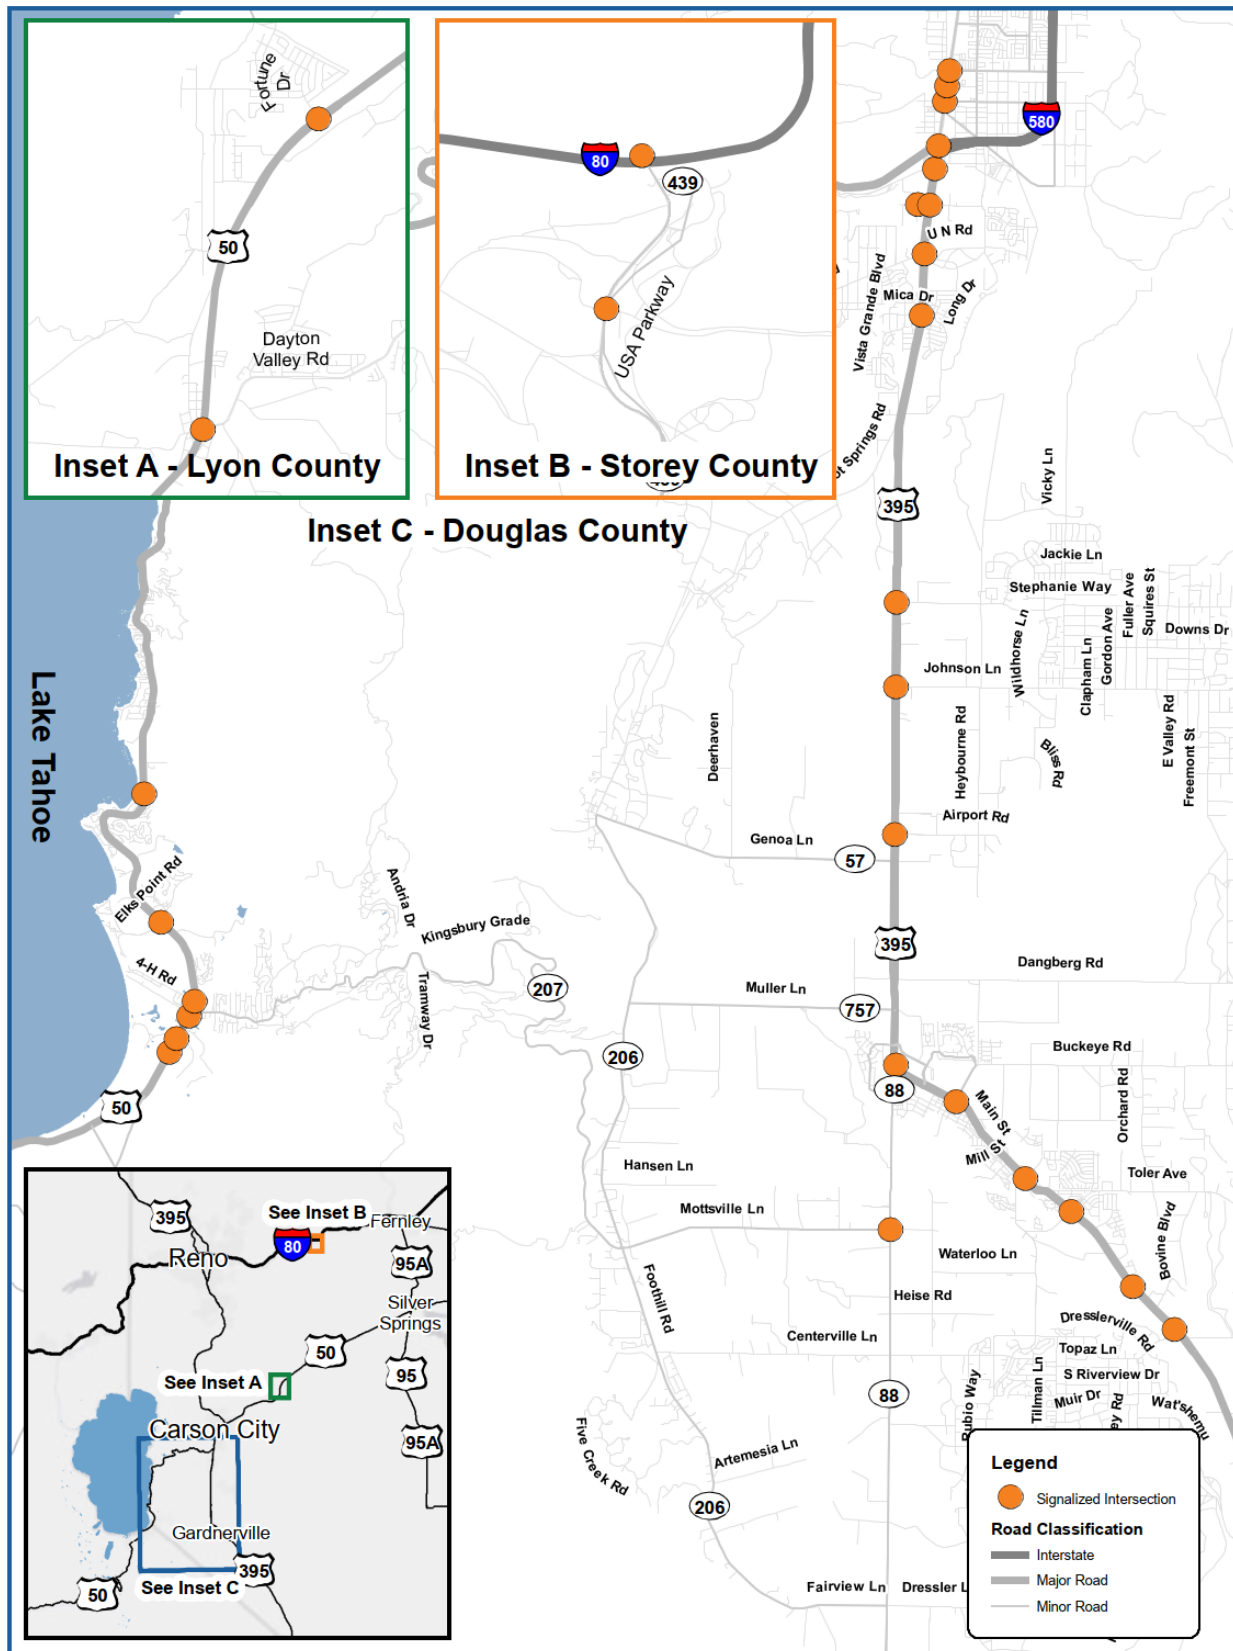 Fortune
Dr
50
Dayton
Valley Rd
Inset A - Lyon County
80
439
USA Parkway
Inset B - Storey County
Inset C - Douglas County
580
U N Rd
Mica Dr
Long Dr
Vista Grande Blvd
ot Springs Rd
395
Vicky Ln
Jackie Ln
Stephanie Way
Fuller Ave
Squires St
Gordon Ave
Downs Dr
Wildhorse Ln
Clapham Ln
Johnson Ln
Lake Tahoe
Deerhaven
Heybourne Rd
Bliss Rd
E Valley Rd
Freemont St
Airport Rd
Genoa Ln
57
Elks Point Rd
Andria Dr
Kingsbury Grade
395
4-H Rd
Tramway Dr
207
Dangberg Rd
Muller Ln
757
206
Buckeye Rd
88
50
Main St
Orchard Rd
Mill St
Hansen Ln
Toler Ave
Mottsville Ln
Waterloo Ln
Bovine Blvd
Foothill Rd
Heise Rd
Dresslerville Rd
Centerville Ln
Topaz Ln
S Riverview Dr
88
Rubio Way
Tillman Ln
Muir Dr
ey Rd
Wat'shemu
Five Creek Rd
Artemesia Ln
206
Fairview Ln
Dressler L
395
See Inset B
Fernley
80
Reno
95A
Silver
Springs
50
See Inset A
95
Carson City
95A
Gardnerville
395
See Inset C
50
Legend
Signalized Intersection
Road Classification
Interstate
Major Road
Minor Road